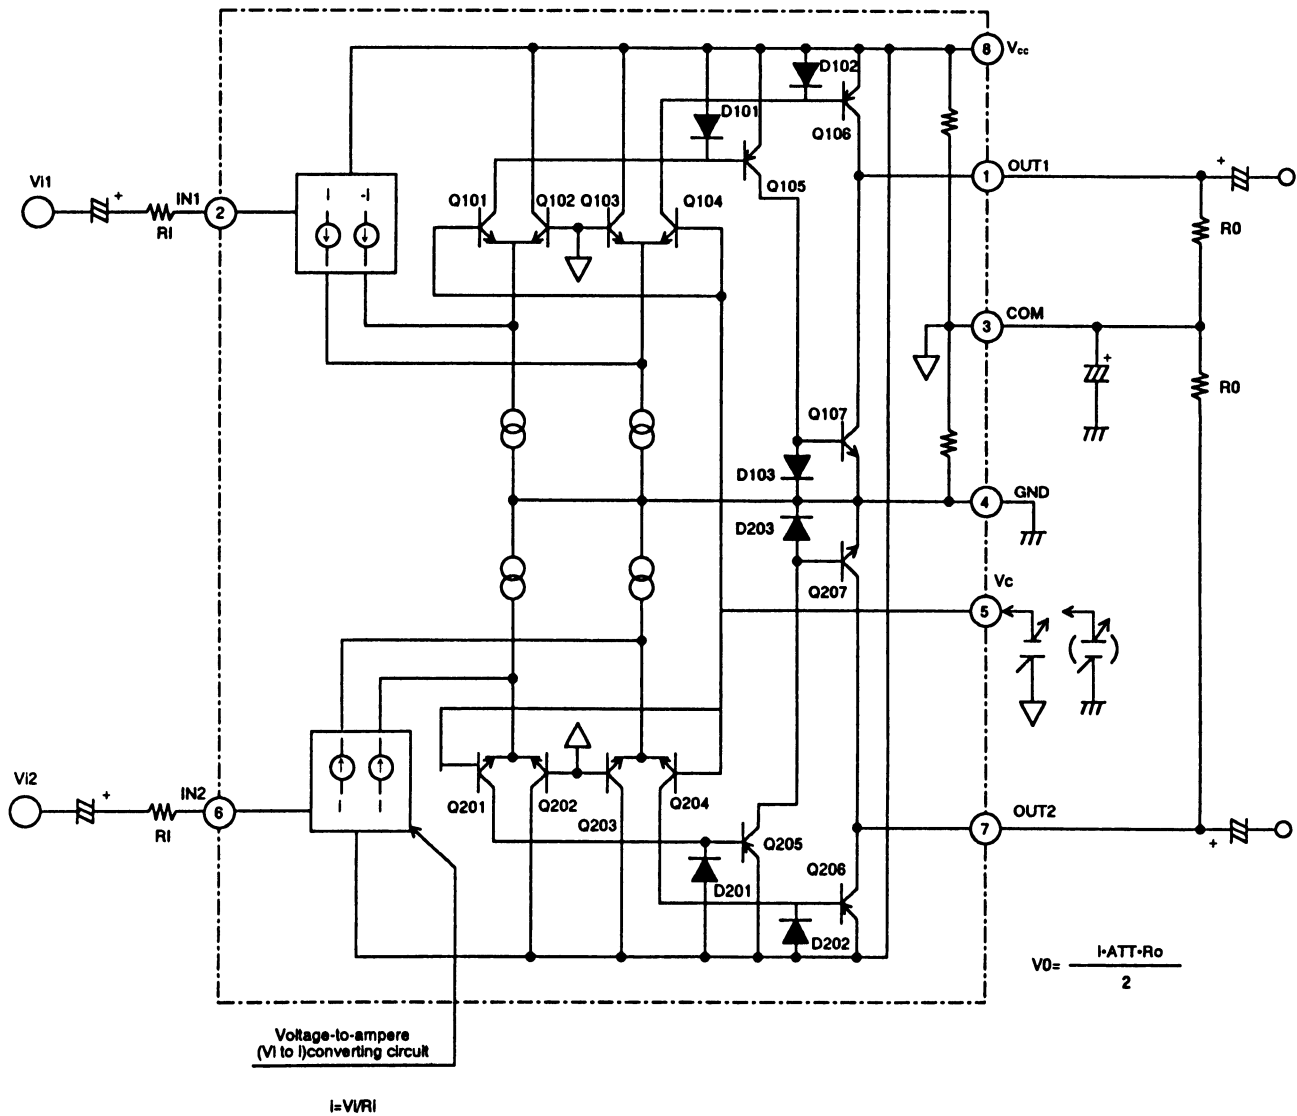 8 Vcc
D102
D101
Q106
Vi1
+
IN1
2
RI
I -I
Q101 Q102 Q103 Q104
Q105
1 OUT1
+
R0
3 COM
+
R0
Q107
D103
4 GND
D203
Q207
5 Vc
( )
Vi2
+
IN2
6
RI
I I
Q201 Q202 Q203 Q204
Q205
D201
Q206
D202
7 OUT2
+
V0= I·ATT·Ro
2
Voltage-to-ampere
(Vi to I)converting circuit
i=Vi/Ri